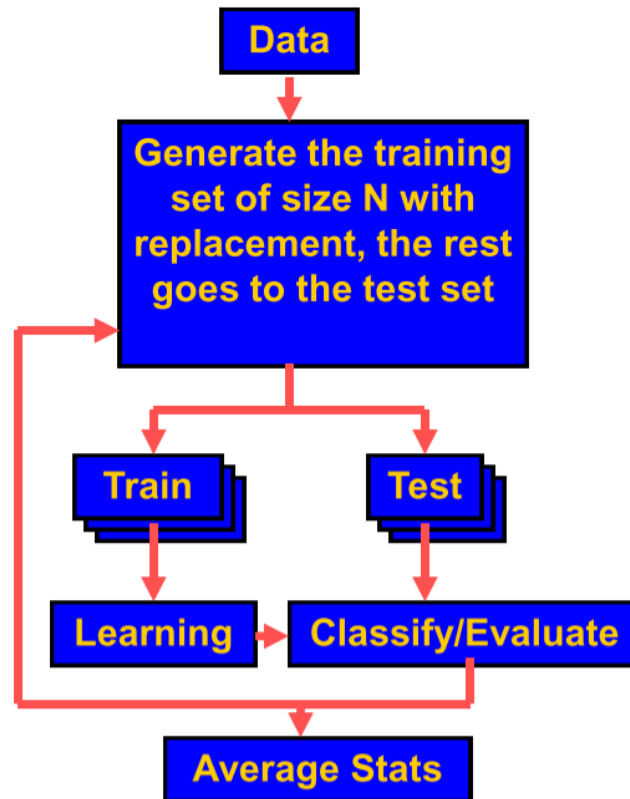 Data
Generate the training
set of size N with
replacement, the rest
goes to the test set
Train
Test
Learning
Classify/Evaluate
Average Stats